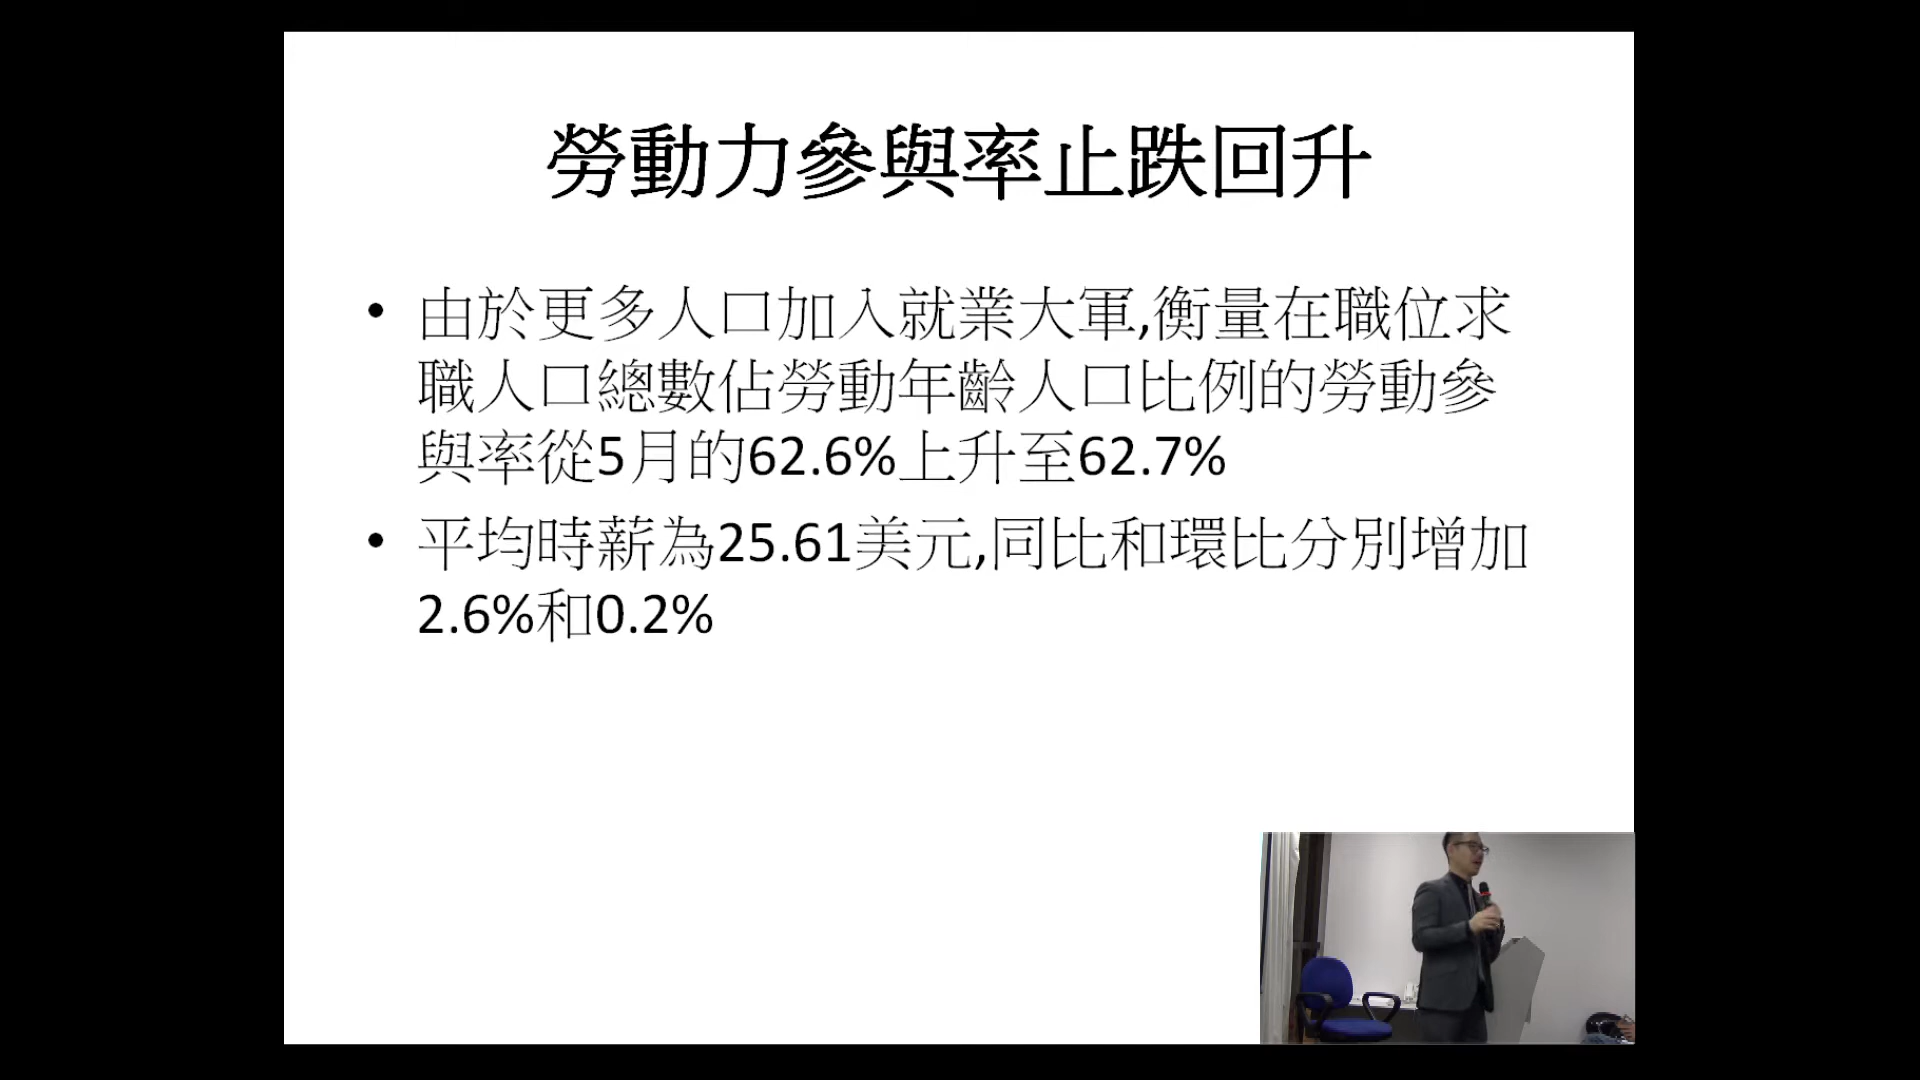 勞動力參與率止跌回升
• 由於更多人口加入就業大軍,衡量在職位求
職人口總數佔勞動年齡人口比例的勞動參
與率從5月的62.6%上升至62.7%
• 平均時薪為25.61美元,同比和環比分別增加
2.6%和0.2%